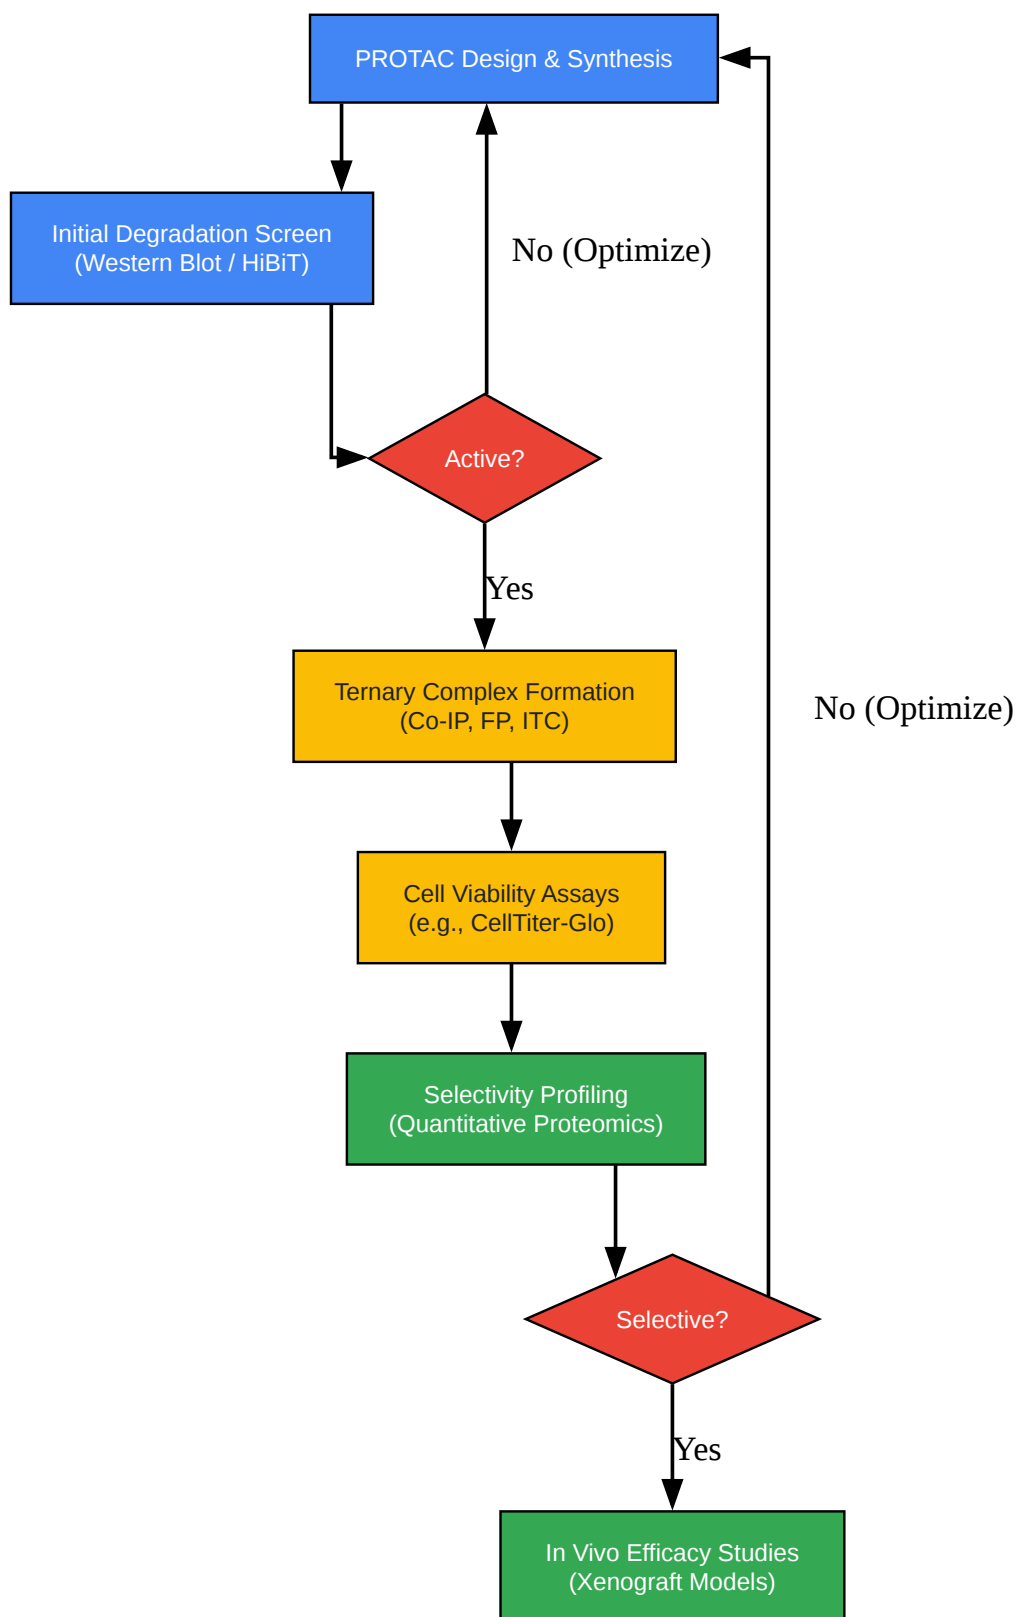 PROTAC Design & Synthesis
Initial Degradation Screen
(Western Blot / HiBiT)
No (Optimize)
Active?
Yes
Ternary Complex Formation
(Co-IP, FP, ITC)
No (Optimize)
Cell Viability Assays
(e.g., CellTiter-Glo)
Selectivity Profiling
(Quantitative Proteomics)
Selective?
Yes
In Vivo Efficacy Studies
(Xenograft Models)